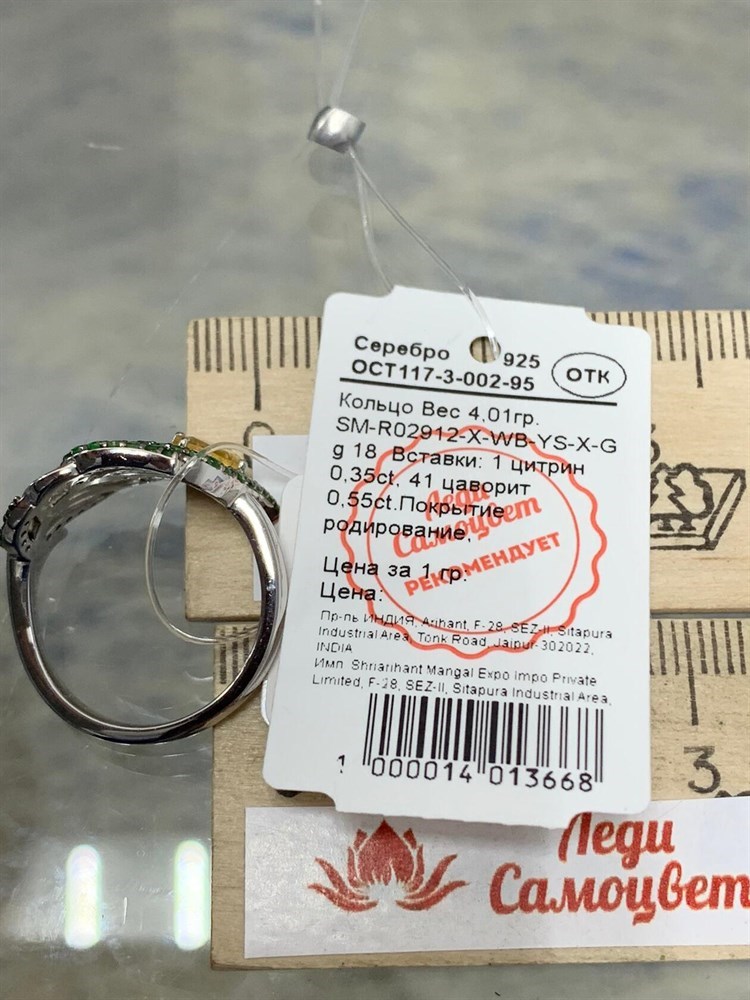 Серебро 925
ОСТ117-3-002-95
ОТК
Кольцо Вес 4,01гр.
SM-R02912-X-WB-YS-X-G
g 18 Вставки: 1 цитрин
0,35ct, 41 цаворит
0,55ct.Покрытие
родирование,
Леди
Самоцвет
РЕКОМЕНДУЕТ
Цена за 1 гр:
Цена:
Пр-ль ИНДИЯ, Arihant, F-28, SEZ-II, Sitapura
Industrial Area, Tonk Road, Jaipur-302022,
INDIA
Имп. Shriarihant Mangal Expo Impo Private
Limited, F-28, SEZ-II, Sitapura Industrial Area,
1 000014 013668
3
Леди
Самоцвет